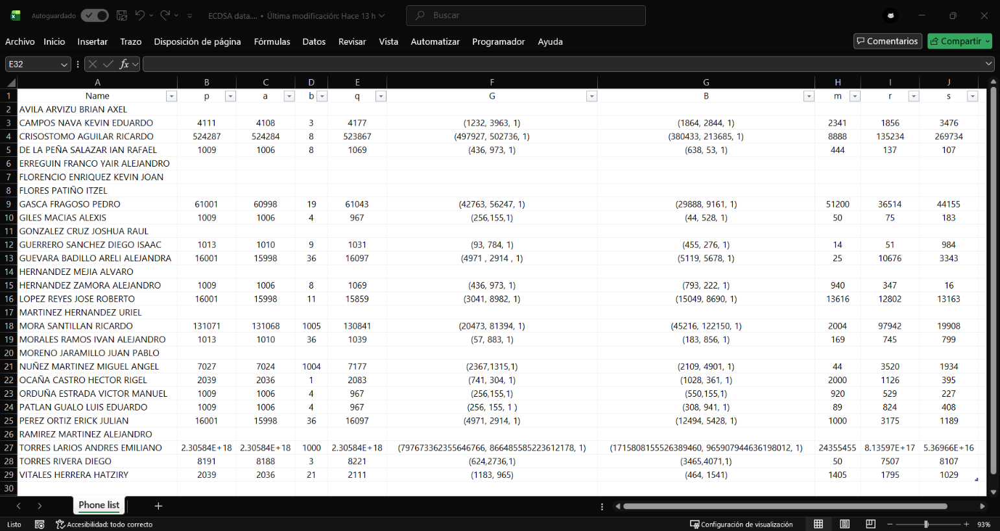 Autoguardado ECDSA data.... • Última modificación: Hace 13 h Buscar
Archivo Inicio Insertar Trazo Disposición de página Fórmulas Datos Revisar Vista Automatizar Programador Ayuda Comentarios Compartir
E32 fx
A B C D E F G H I J
1 Name p a b q G B m r s
2 AVILA ARVIZU BRIAN AXEL
3 CAMPOS NAVA KEVIN EDUARDO 4111 4108 3 4177 (1232, 3963, 1) (1864, 2844, 1) 2341 1856 3476
4 CRISOSTOMO AGUILAR RICARDO 524287 524284 8 523867 (497927, 502736, 1) (380433, 213685, 1) 8888 135234 269734
5 DE LA PEÑA SALAZAR IAN RAFAEL 1009 1006 8 1069 (436, 973, 1) (638, 53, 1) 444 137 107
6 ERREGUIN FRANCO YAIR ALEJANDRO
7 FLORENCIO ENRIQUEZ KEVIN JOAN
8 FLORES PATIÑO ITZEL
9 GASCA FRAGOSO PEDRO 61001 60998 19 61043 (42763, 56247, 1) (29888, 9161, 1) 51200 36514 44155
10 GILES MACIAS ALEXIS 1009 1006 4 967 (256,155,1) (44, 528, 1) 50 75 183
11 GONZALEZ CRUZ JOSHUA RAUL
12 GUERRERO SANCHEZ DIEGO ISAAC 1013 1010 9 1031 (93, 784, 1) (455, 276, 1) 14 51 984
13 GUEVARA BADILLO ARELI ALEJANDRA 16001 15998 36 16097 (4971 , 2914 , 1) (5119, 5678, 1) 25 10676 3343
14 HERNANDEZ MEJIA ALVARO
15 HERNANDEZ ZAMORA ALEJANDRO 1009 1006 8 1069 (436, 973, 1) (793, 222, 1) 940 347 16
16 LOPEZ REYES JOSE ROBERTO 16001 15998 11 15859 (3041, 8982, 1) (15049, 8690, 1) 13616 12802 13163
17 MARTINEZ HERNANDEZ URIEL
18 MORA SANTILLAN RICARDO 131071 131068 1005 130841 (20473, 81394, 1) (45216, 122150, 1) 2004 97942 19908
19 MORALES RAMOS IVAN ALEJANDRO 1013 1010 36 1039 (57, 883, 1) (183, 856, 1) 169 745 799
20 MORENO JARAMILLO JUAN PABLO
21 NUÑEZ MARTINEZ MIGUEL ANGEL 7027 7024 1004 7177 (2367,1315,1) (2109, 4901, 1) 44 3520 1934
22 OCAÑA CASTRO HECTOR RIGEL 2039 2036 1 2083 (741, 304, 1) (1028, 361, 1) 2000 1126 395
23 ORDUÑA ESTRADA VICTOR MANUEL 1009 1006 4 967 (256,155,1) (550,155,1) 920 529 227
24 PATLAN GUALO LUIS EDUARDO 1009 1006 4 967 (256, 155, 1 ) (308, 941, 1) 89 824 408
25 PEREZ ORTIZ ERICK JULIAN 16001 15998 36 16097 (4971, 2914, 1) (12494, 5428, 1) 1000 3175 1189
26 RAMIREZ MARTINEZ ALEJANDRO
27 TORRES LARIOS ANDRES EMILIANO 2.30584E+18 2.30584E+18 1000 2.30584E+18 (797673362355646766, 866485585223612178, 1) (1715808155526389460, 965907944636198012, 1) 24355455 8.13597E+17 5.36966E+16
28 TORRES RIVERA DIEGO 8191 8188 3 8221 (624,2736,1) (3465,4071,1) 50 7507 8107
29 VITALES HERRERA HATZIRY 2039 2036 21 2111 (1183, 965) (464, 1541) 1405 1795 1029
30
Phone list
Listo Accesibilidad: todo correcto Configuración de visualización 93%